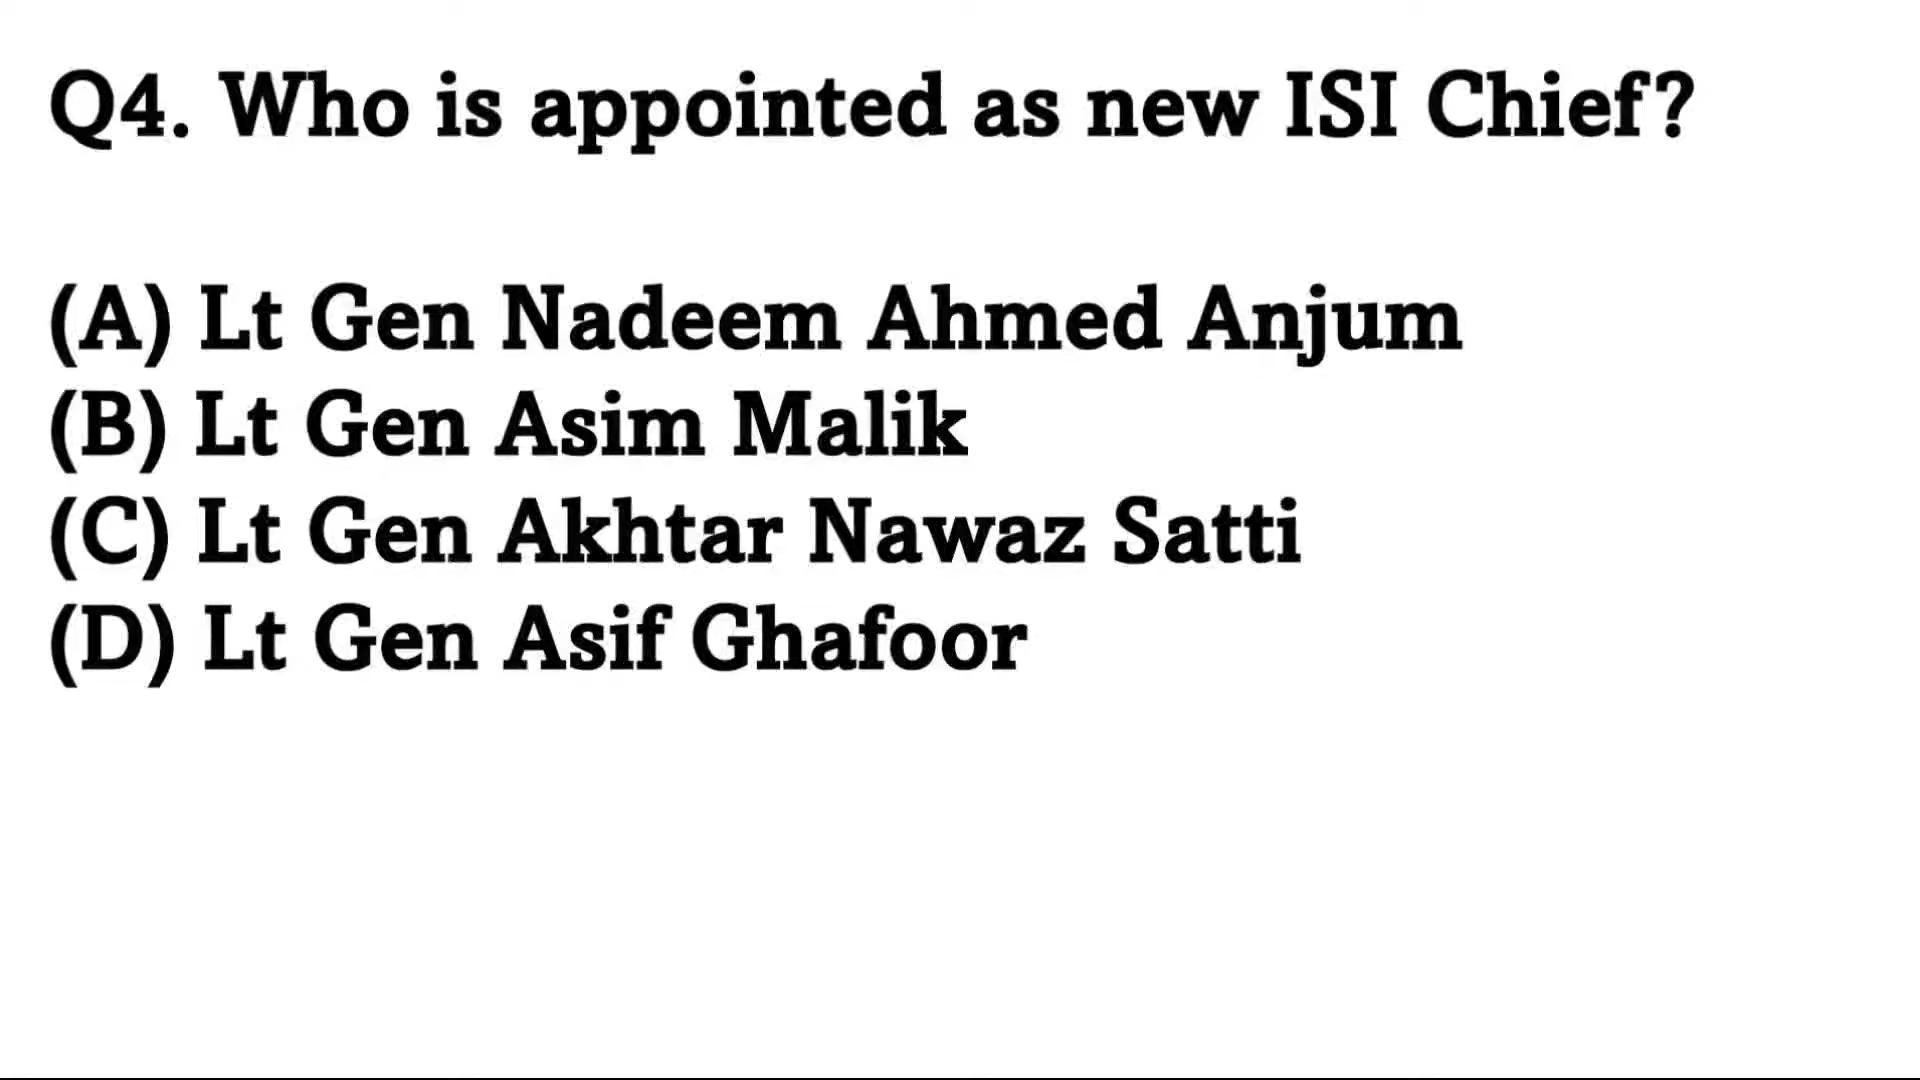 Q4. Who is appointed as new ISI Chief?
(A) Lt Gen Nadeem Ahmed Anjum
(B) Lt Gen Asim Malik
(C) Lt Gen Akhtar Nawaz Satti
(D) Lt Gen Asif Ghafoor